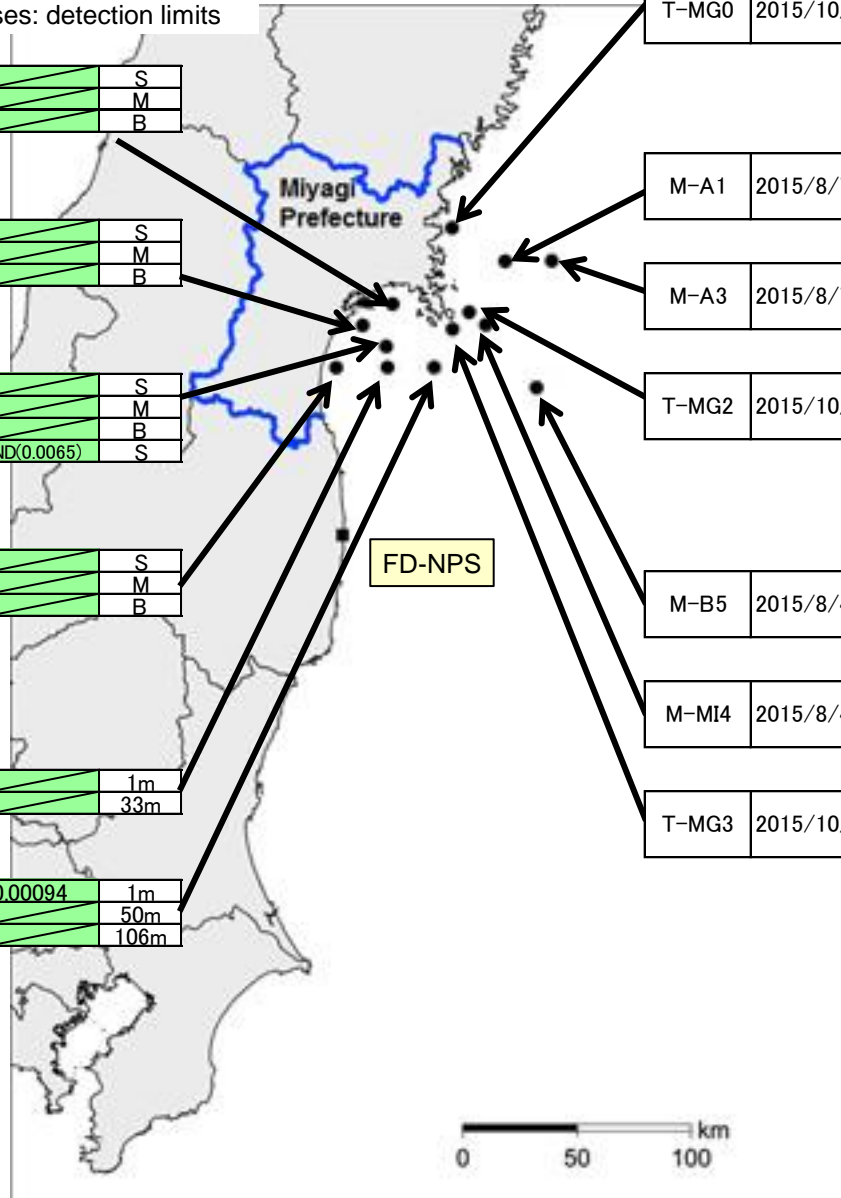 ses: detection limits
T-MG0 2015/10/
S
M
B
Miyagi
Prefecture
M-A1 2015/8/
S
M
B
M-A3 2015/8/
S
M
B
ND(0.0065) S
T-MG2 2015/10/
FD-NPS
S
M
B
M-B5 2015/8/4
M-MI4 2015/8/4
1m
33m
T-MG3 2015/10/
0.00094 1m
50m
106m
km
0 50 100